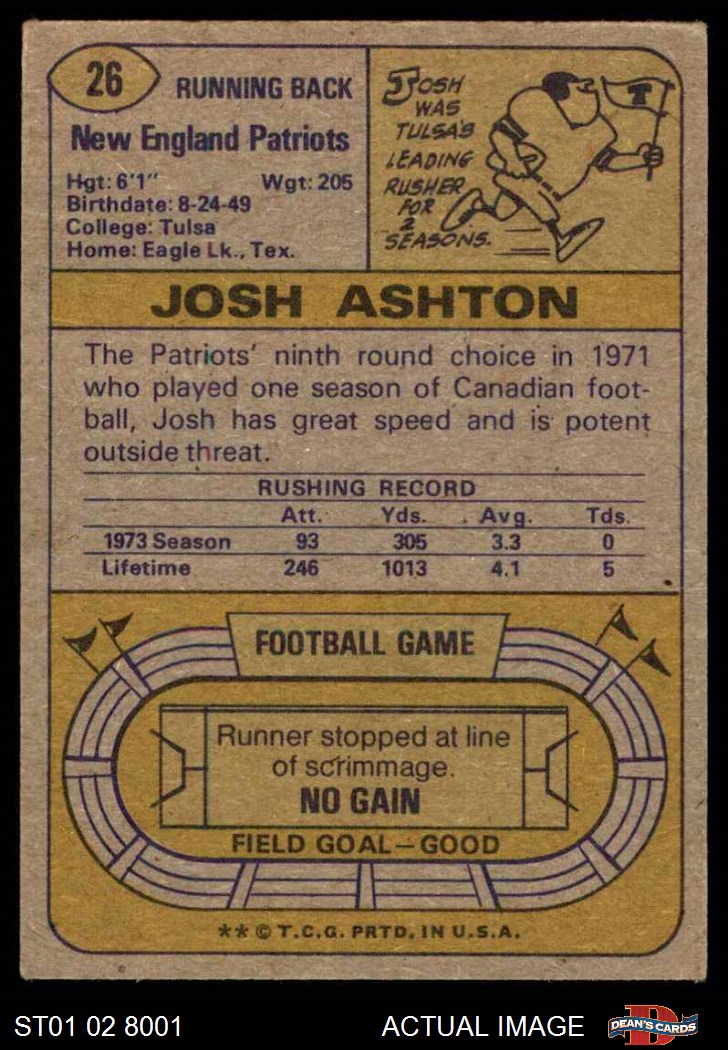 26
RUNNING BACK
New England Patriots
Hgt: 6'1" Wgt: 205
Birthdate: 8-24-49
College: Tulsa
Home: Eagle Lk., Tex.
JOSH
WAS
TULSA'S
LEADING
RUSHER
FOR
2
SEASONS.
T
JOSH ASHTON
The Patriots' ninth round choice in 1971
who played one season of Canadian foot-
ball, Josh has great speed and is potent
outside threat.
RUSHING RECORD
Att. Yds. Avg. Tds.
1973 Season 93 305 3.3 0
Lifetime 246 1013 4.1 5
FOOTBALL GAME
Runner stopped at line
of scrimmage.
NO GAIN
FIELD GOAL—GOOD
** © T.C.G. PRTD. IN U.S.A.
ST01 02 8001 ACTUAL IMAGE D DEAN'S CARDS